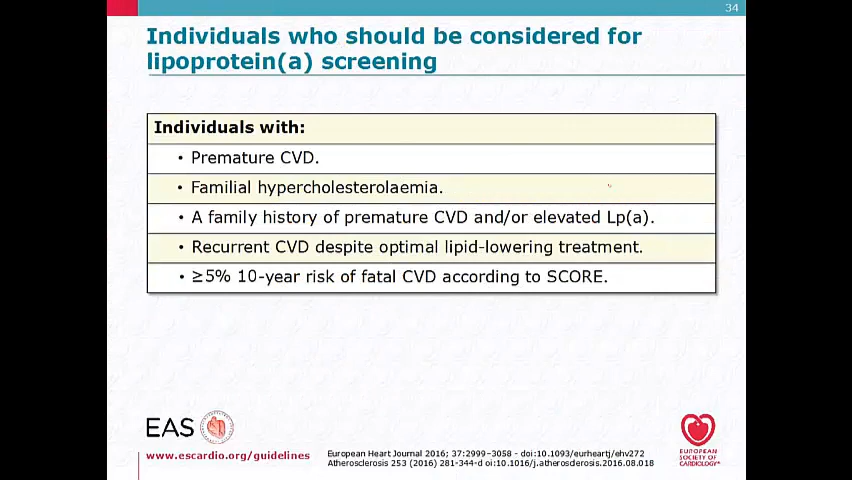 34
Individuals who should be considered for
lipoprotein(a) screening
Individuals with:
• Premature CVD.
• Familial hypercholesterolaemia.
• A family history of premature CVD and/or elevated Lp(a).
• Recurrent CVD despite optimal lipid-lowering treatment.
• ≥5% 10-year risk of fatal CVD according to SCORE.
EAS
www.escardio.org/guidelines
European Heart Journal 2016; 37:2999–3058 - doi:10.1093/eurheartj/ehv272
Atherosclerosis 253 (2016) 281-344-d oi:10.1016/j.atherosclerosis.2016.08.018
EUROPEAN
SOCIETY OF
CARDIOLOGY®